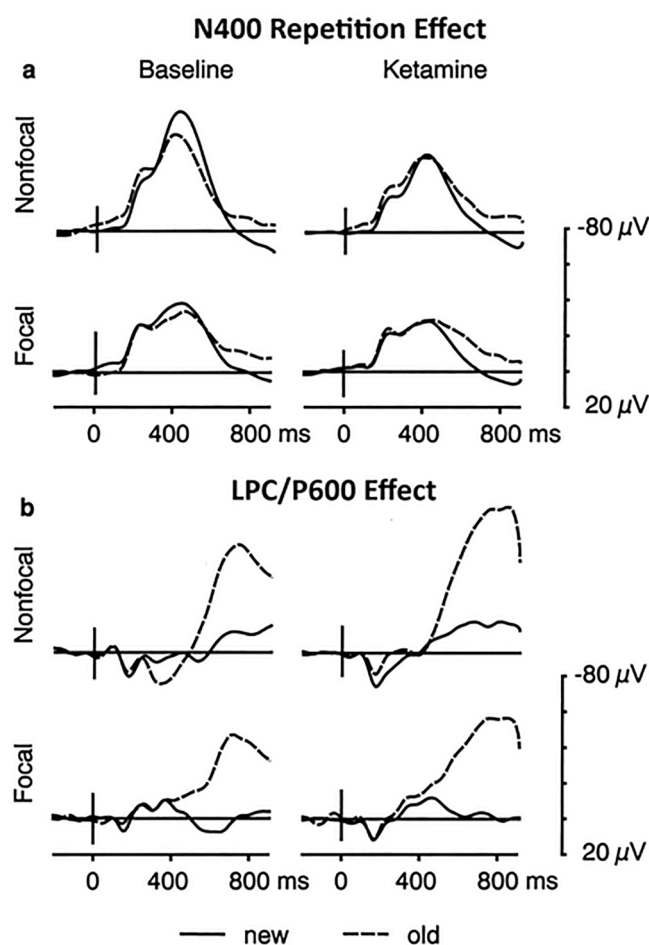 N400 Repetition Effect
a
Baseline Ketamine
Nonfocal
-80 µV
Focal
20 µV
0 400 800 ms 0 400 800 ms
LPC/P600 Effect
b
Nonfocal
-80 µV
Focal
20 µV
0 400 800 ms 0 400 800 ms
new old